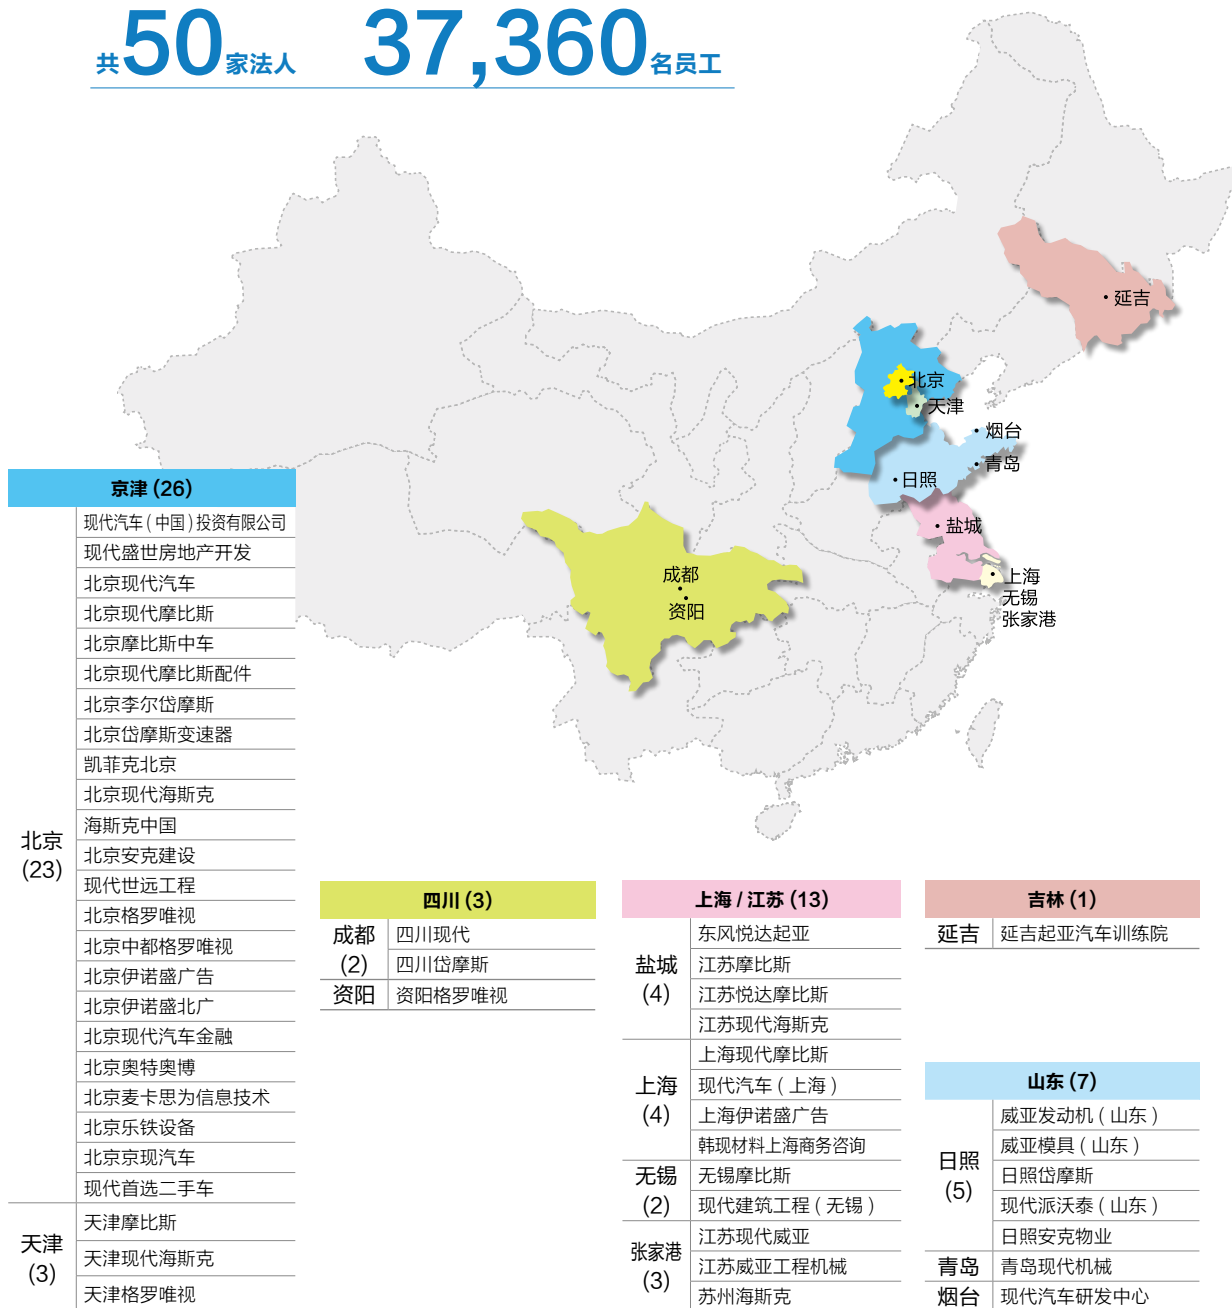 共50家法人 37,360名员工
延吉
北京
天津
烟台
青岛
日照
盐城
上海
无锡
张家港
成都
资阳
京津 (26)
北京
(23)
现代汽车 ( 中国 ) 投资有限公司
现代盛世房地产开发
北京现代汽车
北京现代摩比斯
北京摩比斯中车
北京现代摩比斯配件
北京李尔岱摩斯
北京岱摩斯变速器
凯菲克北京
北京现代海斯克
海斯克中国
北京安克建设
现代世远工程
北京格罗唯视
北京中都格罗唯视
北京伊诺盛广告
北京伊诺盛北广
北京现代汽车金融
北京奥特奥博
北京麦卡思为信息技术
北京乐铁设备
北京京现汽车
现代首选二手车
天津
(3)
天津摩比斯
天津现代海斯克
天津格罗唯视
四川 (3)
成都
(2)
四川现代
四川岱摩斯
资阳 资阳格罗唯视
上海 / 江苏 (13)
盐城
(4)
东风悦达起亚
江苏摩比斯
江苏悦达摩比斯
江苏现代海斯克
上海
(4)
上海现代摩比斯
现代汽车 ( 上海 )
上海伊诺盛广告
韩现材料上海商务咨询
无锡
(2)
无锡摩比斯
现代建筑工程 ( 无锡 )
张家港
(3)
江苏现代威亚
江苏威亚工程机械
苏州海斯克
吉林 (1)
延吉 延吉起亚汽车训练院
山东 (7)
日照
(5)
威亚发动机 ( 山东 )
威亚模具 ( 山东 )
日照岱摩斯
现代派沃泰 ( 山东 )
日照安克物业
青岛 青岛现代机械
烟台 现代汽车研发中心